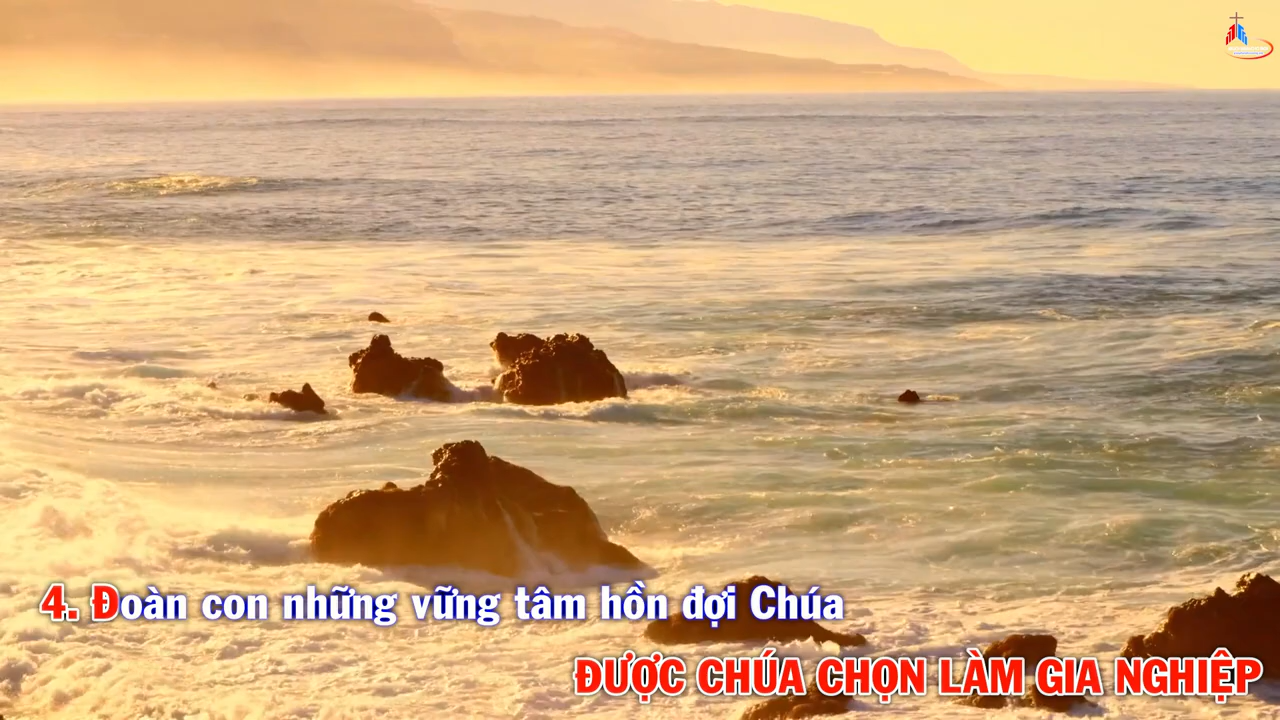 4. Đoàn con những vững tâm hồn đợi Chúa
ĐƯỢC CHÚA CHỌN LÀM GIA NGHIỆP